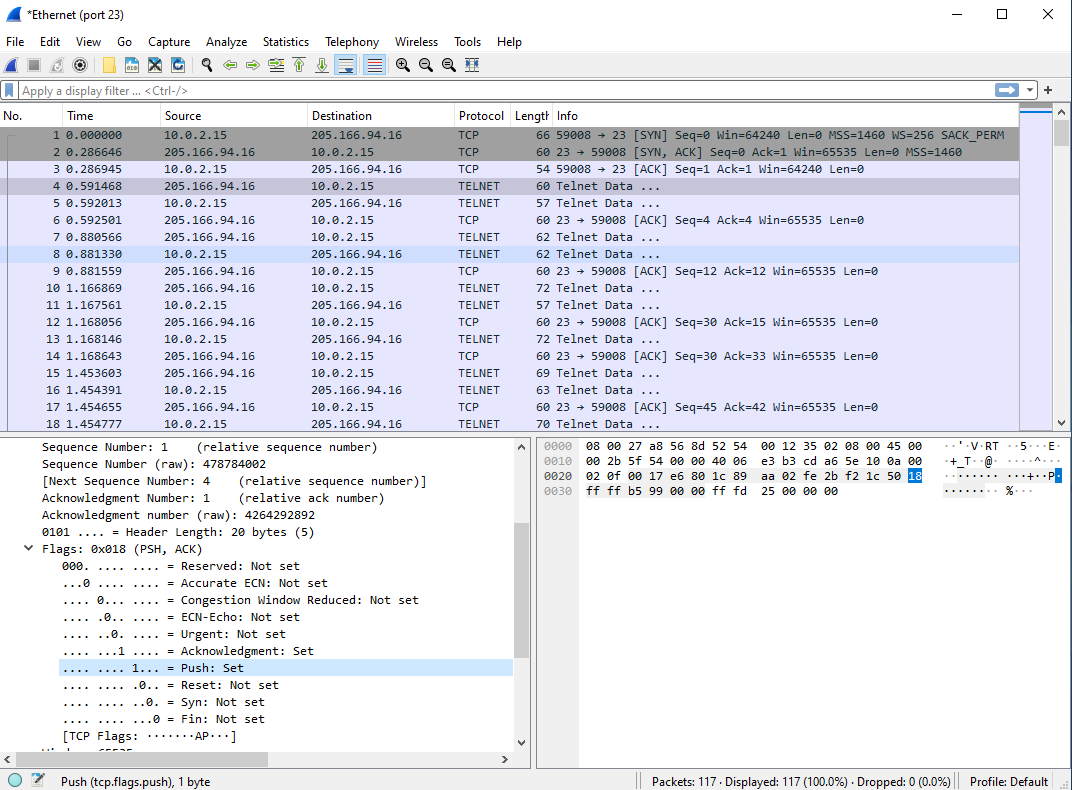 *Ethernet (port 23)
File Edit View Go Capture Analyze Statistics Telephony Wireless Tools Help
Apply a display filter ... <Ctrl-/>
No. Time Source Destination Protocol Length Info
1 0.000000 10.0.2.15 205.166.94.16 TCP 66 59008 → 23 [SYN] Seq=0 Win=64240 Len=0 MSS=1460 WS=256 SACK_PERM
2 0.286646 205.166.94.16 10.0.2.15 TCP 60 23 → 59008 [SYN, ACK] Seq=0 Ack=1 Win=65535 Len=0 MSS=1460
3 0.286945 10.0.2.15 205.166.94.16 TCP 54 59008 → 23 [ACK] Seq=1 Ack=1 Win=64240 Len=0
4 0.591468 205.166.94.16 10.0.2.15 TELNET 60 Telnet Data ...
5 0.592013 10.0.2.15 205.166.94.16 TELNET 57 Telnet Data ...
6 0.592501 205.166.94.16 10.0.2.15 TCP 60 23 → 59008 [ACK] Seq=4 Ack=4 Win=65535 Len=0
7 0.880566 205.166.94.16 10.0.2.15 TELNET 62 Telnet Data ...
8 0.881330 10.0.2.15 205.166.94.16 TELNET 62 Telnet Data ...
9 0.881559 205.166.94.16 10.0.2.15 TCP 60 23 → 59008 [ACK] Seq=12 Ack=12 Win=65535 Len=0
10 1.166869 205.166.94.16 10.0.2.15 TELNET 72 Telnet Data ...
11 1.167561 10.0.2.15 205.166.94.16 TELNET 57 Telnet Data ...
12 1.168056 205.166.94.16 10.0.2.15 TCP 60 23 → 59008 [ACK] Seq=30 Ack=15 Win=65535 Len=0
13 1.168146 10.0.2.15 205.166.94.16 TELNET 72 Telnet Data ...
14 1.168643 205.166.94.16 10.0.2.15 TCP 60 23 → 59008 [ACK] Seq=30 Ack=33 Win=65535 Len=0
15 1.453603 205.166.94.16 10.0.2.15 TELNET 69 Telnet Data ...
16 1.454391 10.0.2.15 205.166.94.16 TELNET 63 Telnet Data ...
17 1.454655 205.166.94.16 10.0.2.15 TCP 60 23 → 59008 [ACK] Seq=45 Ack=42 Win=65535 Len=0
18 1.454777 10.0.2.15 205.166.94.16 TELNET 70 Telnet Data ...
Sequence Number: 1 (relative sequence number)
Sequence Number (raw): 478784002
[Next Sequence Number: 4 (relative sequence number)]
Acknowledgment Number: 1 (relative ack number)
Acknowledgment number (raw): 4264292892
0101 .... = Header Length: 20 bytes (5)
Flags: 0x018 (PSH, ACK)
000. .... .... = Reserved: Not set
...0 .... .... = Accurate ECN: Not set
.... 0... .... = Congestion Window Reduced: Not set
.... .0.. .... = ECN-Echo: Not set
.... ..0. .... = Urgent: Not set
.... ...1 .... = Acknowledgment: Set
.... .... 1... = Push: Set
.... .... .0.. = Reset: Not set
.... .... ..0. = Syn: Not set
.... .... ...0 = Fin: Not set
[TCP Flags: ·······AP···]
0000 08 00 27 a8 56 8d 52 54 00 12 35 02 08 00 45 00 ··'·V·RT ··5···E·
0010 00 2b 5f 54 00 00 40 06 e3 b3 cd a6 5e 10 0a 00 ·+_T··@· ····^···
0020 02 0f 00 17 e6 80 1c 89 aa 02 fe 2b f2 1c 50 18 ········ ···+··P·
0030 ff ff b5 99 00 00 ff fd 25 00 00 00 ········ %···
Push (tcp.flags.push), 1 byte
Packets: 117 · Displayed: 117 (100.0%) · Dropped: 0 (0.0%)
Profile: Default